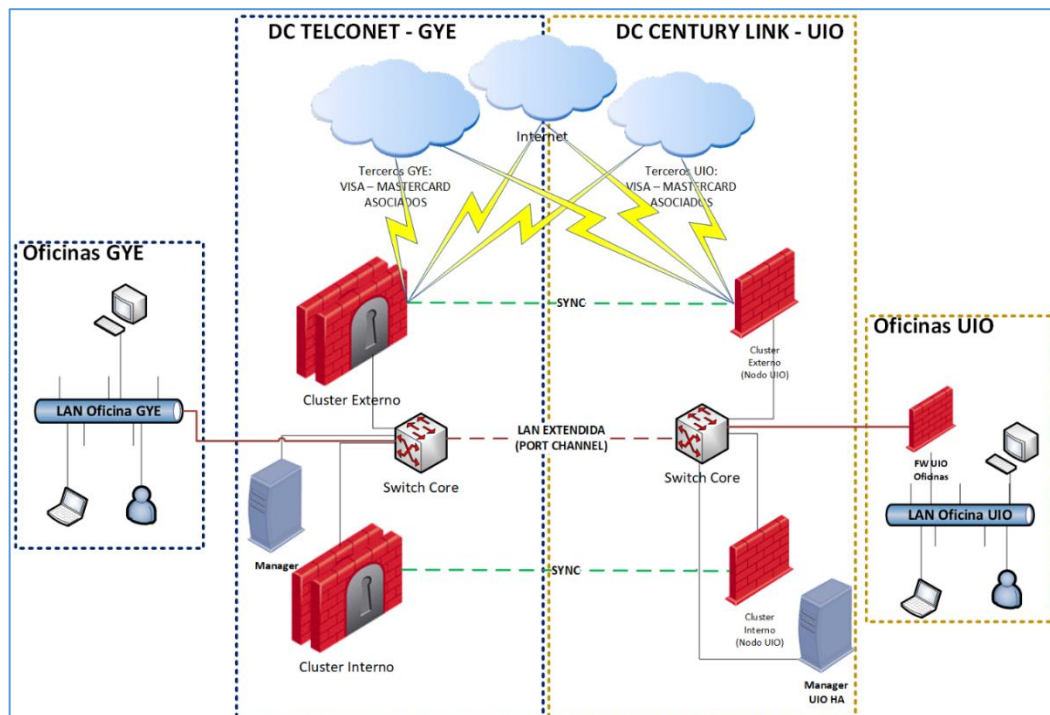 DC TELCONET - GYE
DC CENTURY LINK - UIO
Internet
Terceros GYE:
VISA – MASTERCARD
ASOCIADOS
Terceros UIO:
VISA – MASTERCARD
ASOCIADOS
Oficinas GYE
LAN Oficina GYE
SYNC
Cluster Externo
Cluster
Externo
(Nodo UIO)
Oficinas UIO
LAN EXTENDIDA
(PORT CHANNEL)
Switch Core
Switch Core
FW UIO
Oficinas
LAN Oficina UIO
Manager
SYNC
Cluster Interno
Cluster
Interno
(Nodo UIO)
Manager
UIO HA